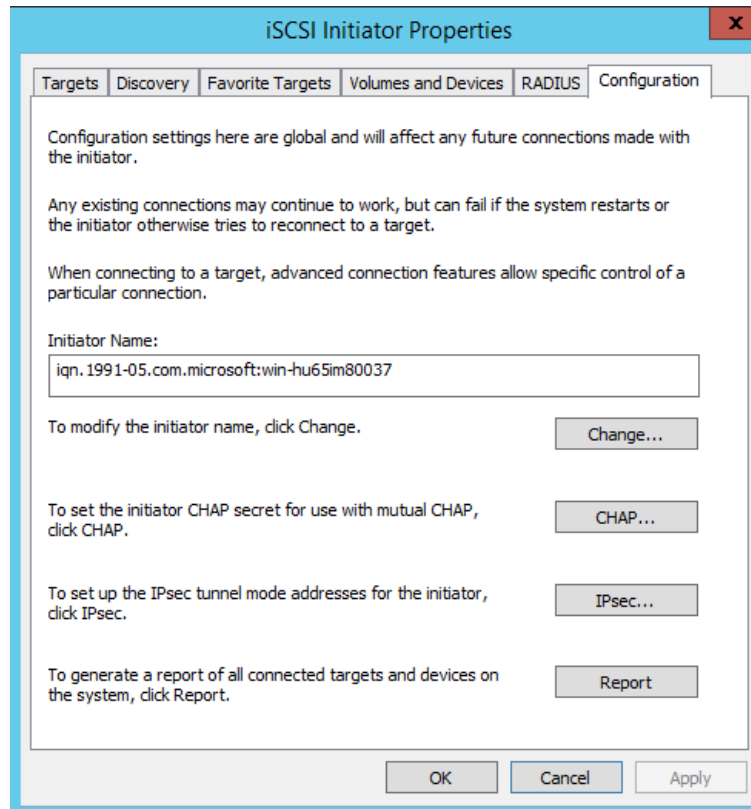 iSCSI Initiator Properties
x
Targets Discovery Favorite Targets Volumes and Devices RADIUS Configuration
Configuration settings here are global and will affect any future connections made with
the initiator.
Any existing connections may continue to work, but can fail if the system restarts or
the initiator otherwise tries to reconnect to a target.
When connecting to a target, advanced connection features allow specific control of a
particular connection.
Initiator Name:
iqn.1991-05.com.microsoft:win-hu65im80037
To modify the initiator name, click Change.
Change...
To set the initiator CHAP secret for use with mutual CHAP,
click CHAP.
CHAP...
To set up the IPsec tunnel mode addresses for the initiator,
click IPsec.
IPsec...
To generate a report of all connected targets and devices on
the system, click Report.
Report
OK Cancel Apply